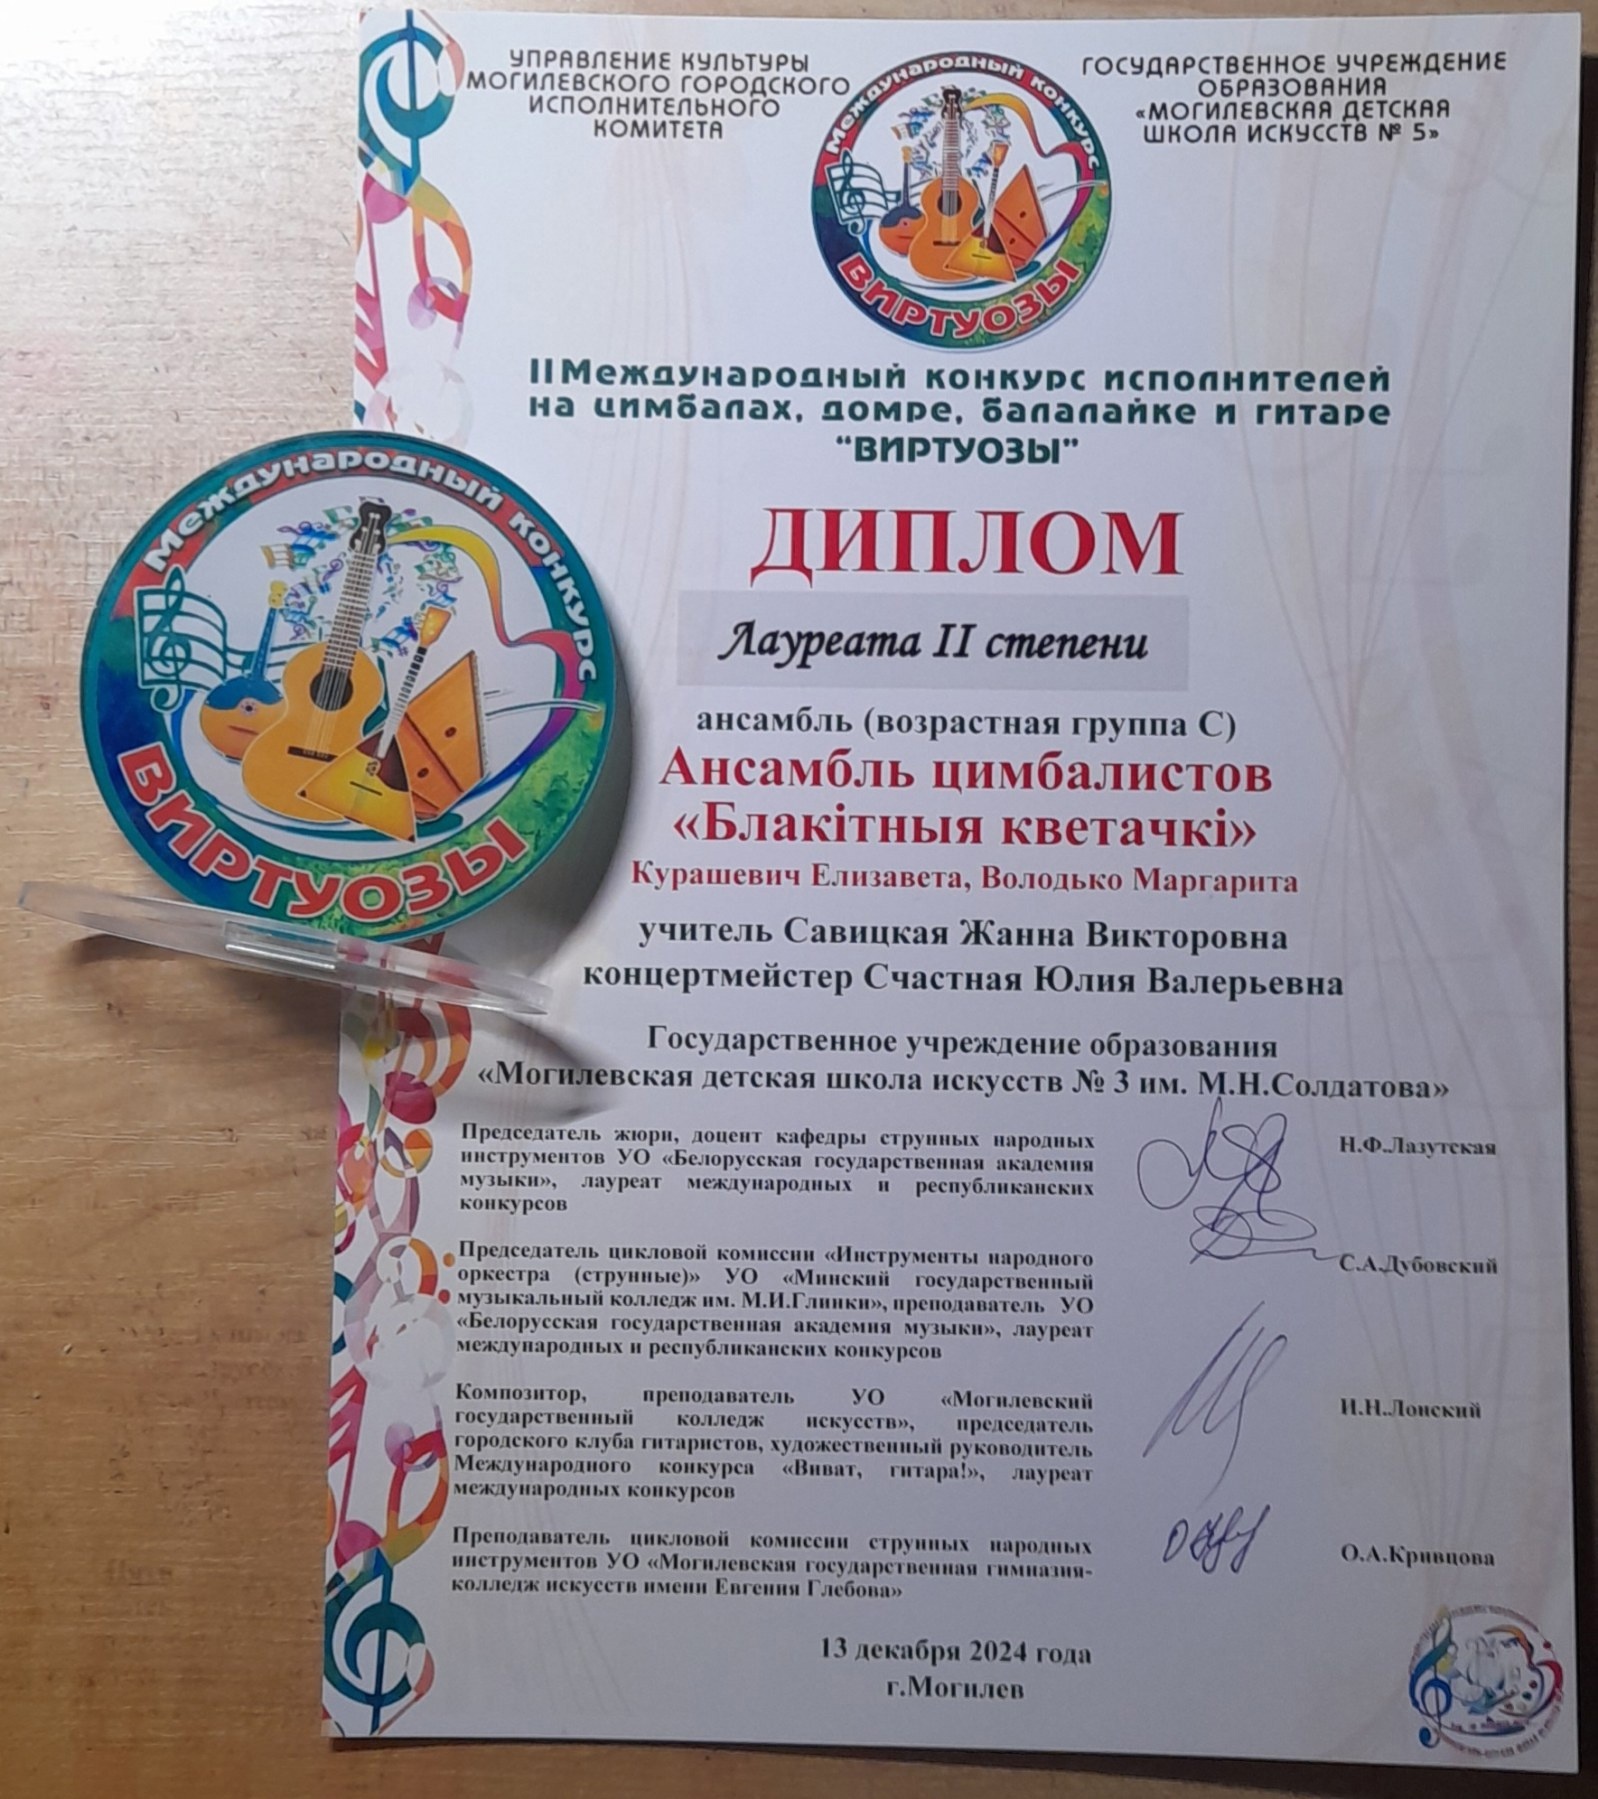 УПРАВЛЕНИЕ КУЛЬТУРЫ
МОГИЛЕВСКОГО ГОРОДСКОГО
ИСПОЛНИТЕЛЬНОГО
КОМИТЕТА
ГОСУДАРСТВЕННОЕ УЧРЕЖДЕНИЕ
ОБРАЗОВАНИЯ
«МОГИЛЕВСКАЯ ДЕТСКАЯ
ШКОЛА ИСКУССТВ № 5»
Международный конкурс
ВИРТУОЗЫ
II Международный конкурс исполнителей
на цимбалах, домре, балалайке и гитаре
"ВИРТУОЗЫ"
ДИПЛОМ
Лауреата II степени
ансамбль (возрастная группа С)
Ансамбль цимбалистов
«Блакітныя кветачкі»
Курашевич Елизавета, Володько Маргарита
учитель Савицкая Жанна Викторовна
концертмейстер Счастная Юлия Валерьевна
Государственное учреждение образования
«Могилевская детская школа искусств № 3 им. М.Н.Солдатова»
Международный конкурс
ВИРТУОЗЫ
Председатель жюри, доцент кафедры струнных народных
инструментов УО «Белорусская государственная академия
музыки», лауреат международных и республиканских
конкурсов
Н.Ф.Лазутская
Председатель цикловой комиссии «Инструменты народного
оркестра (струнные)» УО «Минский государственный
музыкальный колледж им. М.И.Глинки», преподаватель УО
«Белорусская государственная академия музыки», лауреат
международных и республиканских конкурсов
С.А.Дубовский
Композитор, преподаватель УО «Могилевский
государственный колледж искусств», председатель
городского клуба гитаристов, художественный руководитель
Международного конкурса «Виват, гитара!», лауреат
международных конкурсов
И.Н.Лонский
Преподаватель цикловой комиссии струнных народных
инструментов УО «Могилевская государственная гимназия-
колледж искусств имени Евгения Глебова»
О.А.Кривцова
13 декабря 2024 года
г.Могилев